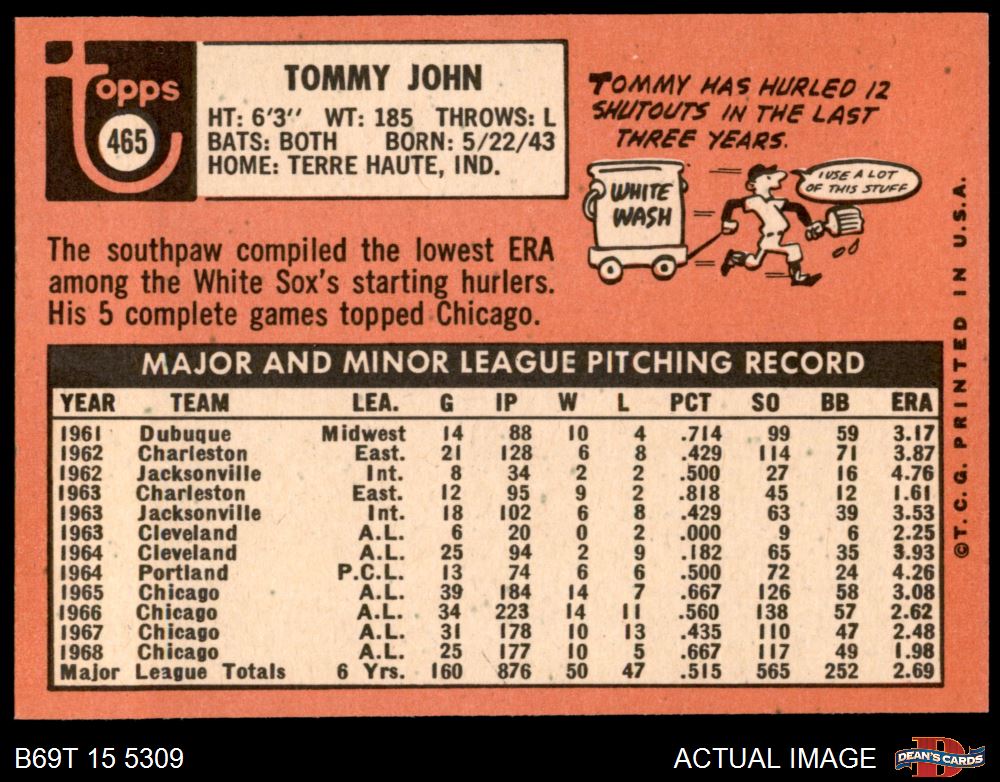 Topps
465
TOMMY JOHN
HT: 6'3" WT: 185 THROWS: L
BATS: BOTH BORN: 5/22/43
HOME: TERRE HAUTE, IND.
TOMMY HAS HURLED 12
SHUTOUTS IN THE LAST
THREE YEARS.
WHITE
WASH
I USE A LOT
OF THIS STUFF
The southpaw compiled the lowest ERA
among the White Sox's starting hurlers.
His 5 complete games topped Chicago.
MAJOR AND MINOR LEAGUE PITCHING RECORD
YEAR TEAM LEA. G IP W L PCT SO BB ERA
1961 Dubuque Midwest 14 88 10 4 .714 99 59 3.17
1962 Charleston East. 21 128 6 8 .429 114 71 3.87
1962 Jacksonville Int. 8 34 2 2 .500 27 16 4.76
1963 Charleston East. 12 95 9 2 .818 45 12 1.61
1963 Jacksonville Int. 18 102 6 8 .429 63 39 3.53
1963 Cleveland A.L. 6 20 0 2 .000 9 6 2.25
1964 Cleveland A.L. 25 94 2 9 .182 65 35 3.93
1964 Portland P.C.L. 13 74 6 6 .500 72 24 4.26
1965 Chicago A.L. 39 184 14 7 .667 126 58 3.08
1966 Chicago A.L. 34 223 14 11 .560 138 57 2.62
1967 Chicago A.L. 31 178 10 13 .435 110 47 2.48
1968 Chicago A.L. 25 177 10 5 .667 117 49 1.98
Major League Totals 6 Yrs. 160 876 50 47 .515 565 252 2.69
©T.C.G. PRINTED IN U.S.A.
B69T 15 5309
ACTUAL IMAGE
D
DEAN'S CARDS